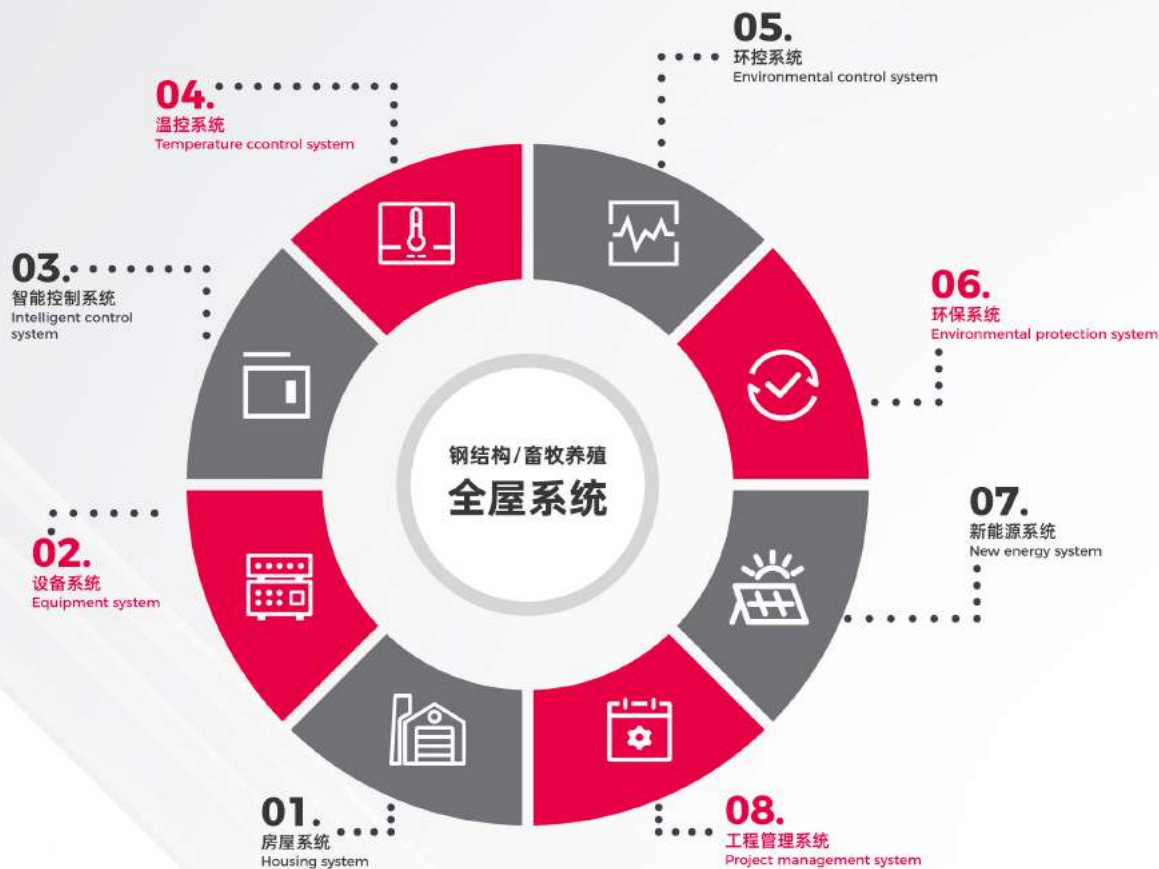 05.
环控系统
Environmental control system
04.
温控系统
Temperature ccontrol system
03.
智能控制系统
Intelligent control
system
06.
环保系统
Environmental protection system
钢结构/畜牧养殖
全屋系统
07.
新能源系统
New energy system
02.
设备系统
Equipment system
01.
房屋系统
Housing system
08.
工程管理系统
Project management system